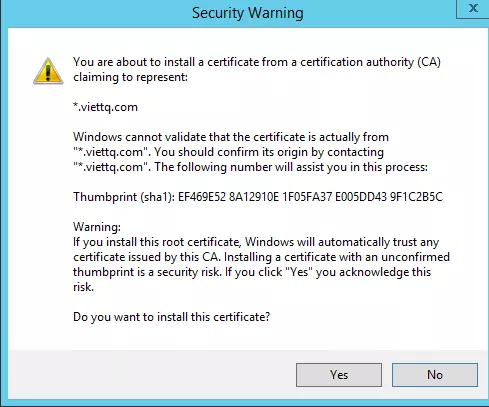 Security Warning
x
You are about to install a certificate from a certification authority (CA)
claiming to represent:
*.viettq.com
Windows cannot validate that the certificate is actually from
"*.viettq.com". You should confirm its origin by contacting
"*.viettq.com". The following number will assist you in this process:
Thumbprint (sha1): EF469E52 8A12910E 1F05FA37 E005DD43 9F1C2B5C
Warning:
If you install this root certificate, Windows will automatically trust any
certificate issued by this CA. Installing a certificate with an unconfirmed
thumbprint is a security risk. If you click "Yes" you acknowledge this
risk.
Do you want to install this certificate?
Yes
No